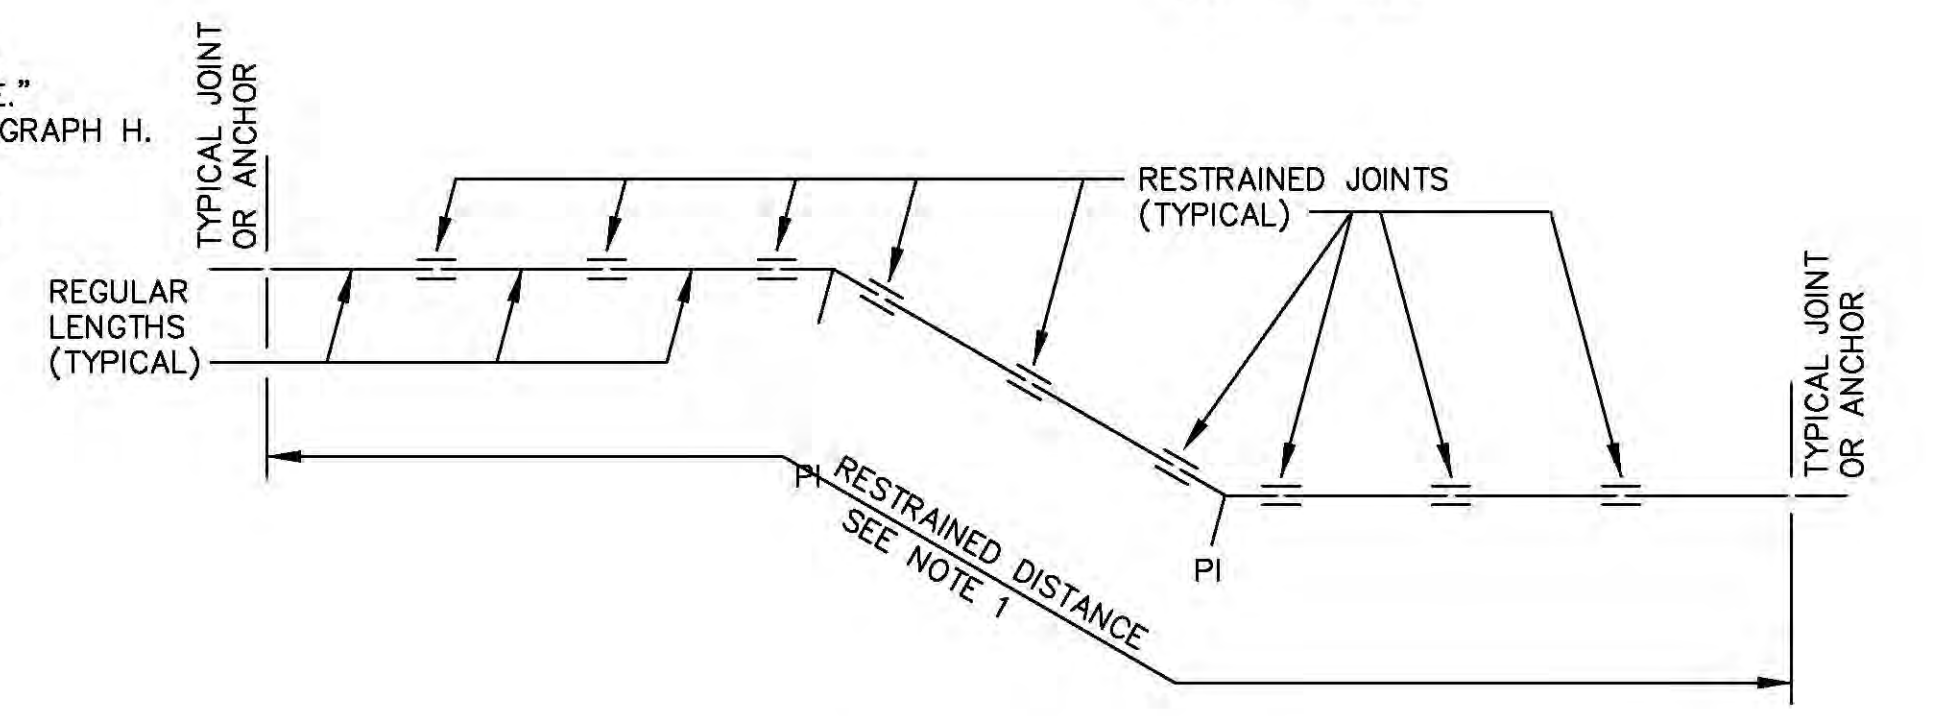 E.”
GRAPH H.
TYPICAL JOINT
OR ANCHOR
RESTRAINED JOINTS
(TYPICAL)
REGULAR
LENGTHS
(TYPICAL)
TYPICAL JOINT
OR ANCHOR
PI
RESTRAINED DISTANCE
SEE NOTE 1
PI